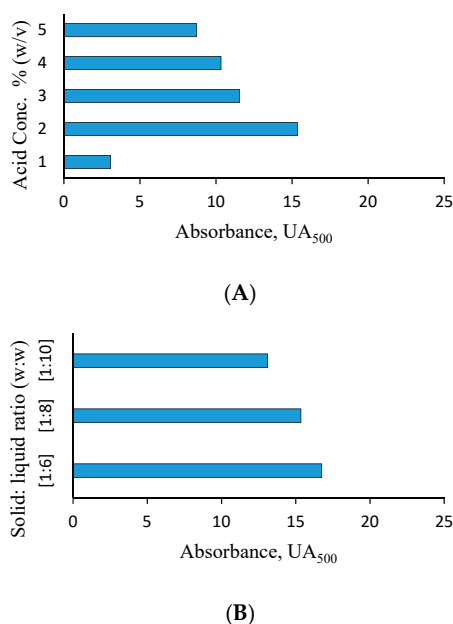 Acid Conc. % (w/v)
5
4
3
2
1
0 5 10 15 20 25
Absorbance, UA500
(A)
Solid: liquid ratio (w:w)
[1:10]
[1:8]
[1:6]
0 5 10 15 20 25
Absorbance, UA500
(B)